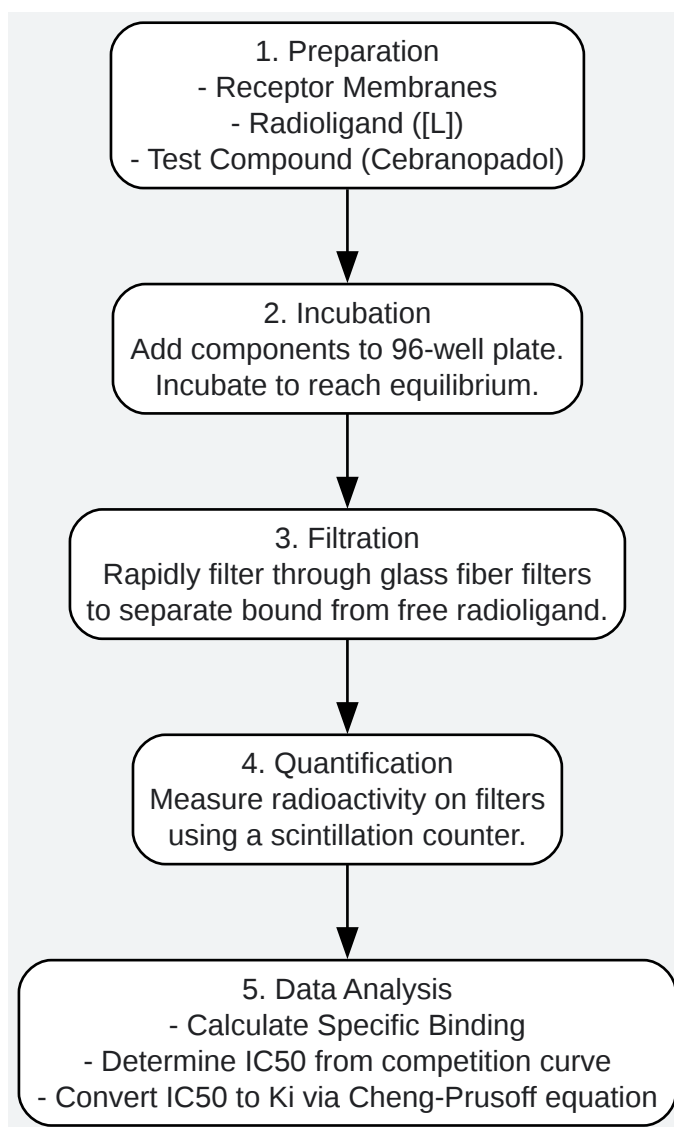 1. Preparation
- Receptor Membranes
- Radioligand ([L])
- Test Compound (Cebranopadol)
2. Incubation
Add components to 96-well plate.
Incubate to reach equilibrium.
3. Filtration
Rapidly filter through glass fiber filters
to separate bound from free radioligand.
4. Quantification
Measure radioactivity on filters
using a scintillation counter.
5. Data Analysis
- Calculate Specific Binding
- Determine IC50 from competition curve
- Convert IC50 to Ki via Cheng-Prusoff equation